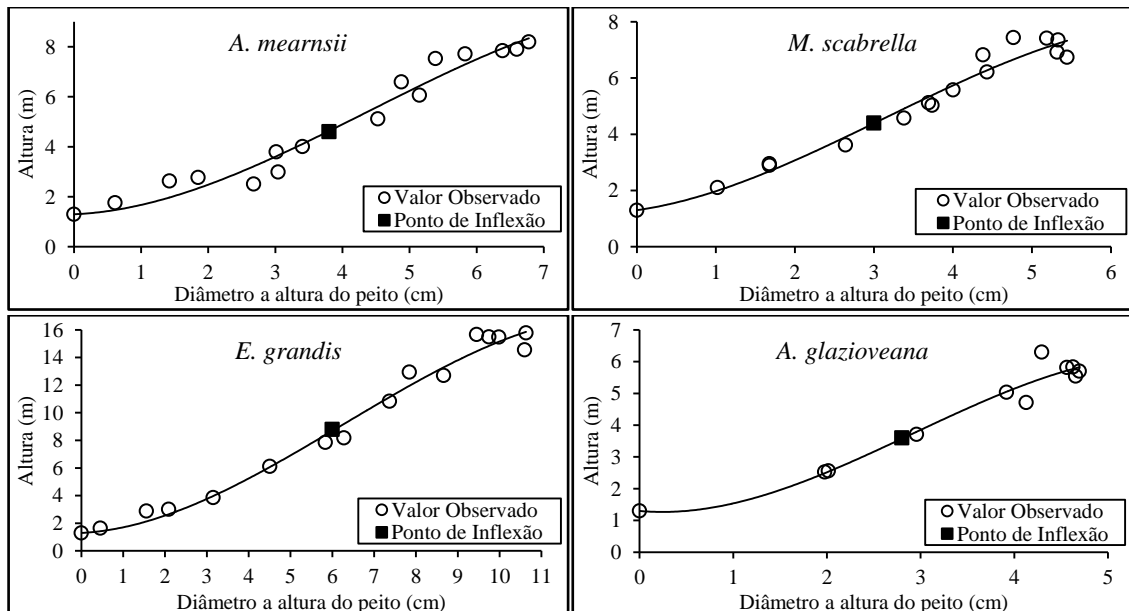 A. mearnsii
Altura (m)
8
6
4
2
0
Valor Observado
Ponto de Inflexão
0 1 2 3 4 5 6 7
Diâmetro a altura do peito (cm)
M. scabrella
Altura (m)
8
6
4
2
0
Valor Observado
Ponto de Inflexão
0 1 2 3 4 5 6
Diâmetro a altura do peito (cm)
E. grandis
Altura (m)
16
14
12
10
8
6
4
2
0
Valor Observado
Ponto de Inflexão
0 1 2 3 4 5 6 7 8 9 10 11
Diâmetro a altura do peito (cm)
A. glazioveana
Altura (m)
7
6
5
4
3
2
1
0
Valor Observado
Ponto de Inflexão
0 1 2 3 4 5
Diâmetro a altura do peito (cm)